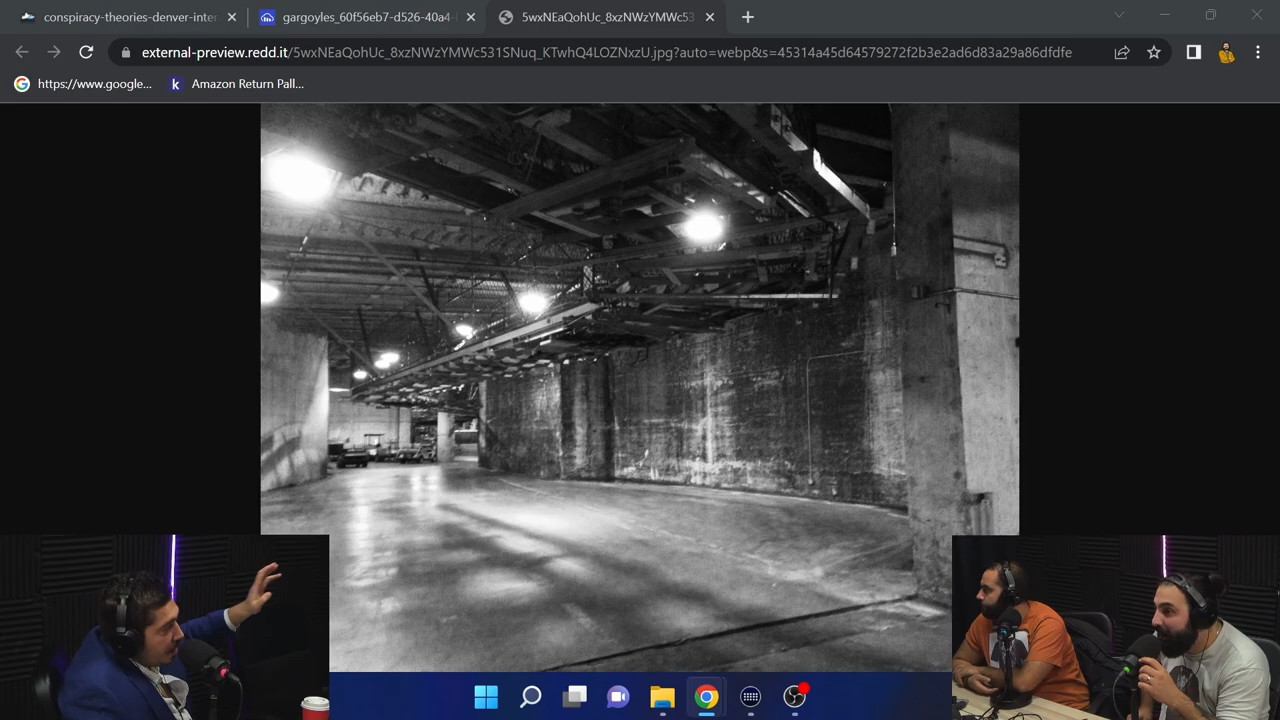 conspiracy-theories-denver-inter
gargoyles_60f56eb7-d526-40a4-
5wxNEaQohUc_8xzNWzYMWc53
external-preview.redd.it/5wxNEaQohUc_8xzNWzYMWc531SNuq_KTwhQ4LOZNxzU.jpg?auto=webp&s=45314a45d64579272f2b3e2ad6d83a29a86dfdfe
https://www.google...
Amazon Return Pall...